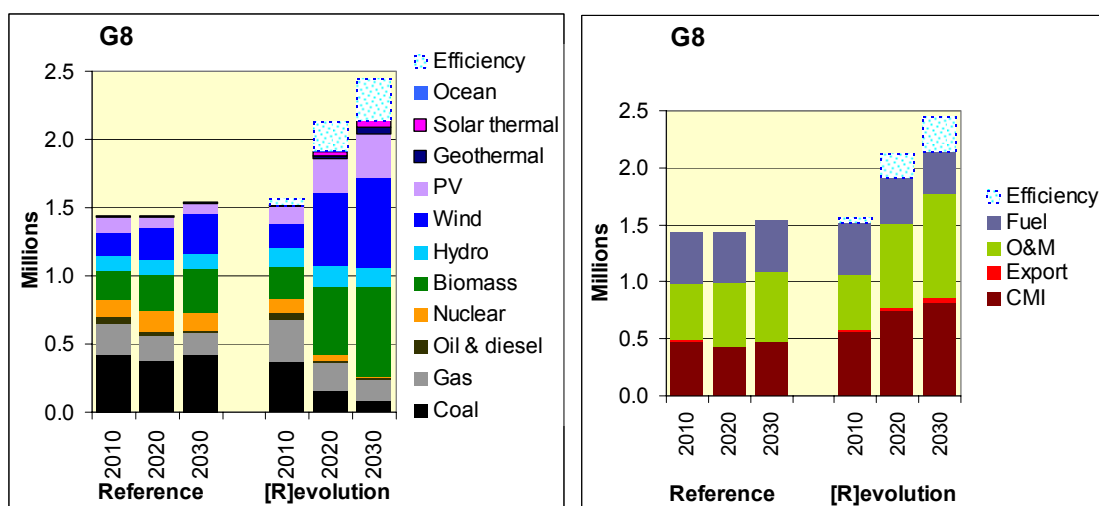 G8
Millions
2.5
2.0
1.5
1.0
0.5
0.0
2010
2020
2030
2010
2020
2030
Reference
[R]evolution
Efficiency
Ocean
Solar thermal
Geothermal
PV
Wind
Hydro
Biomass
Nuclear
Oil & diesel
Gas
Coal
G8
Millions
2.5
2.0
1.5
1.0
0.5
0.0
2010
2020
2030
2010
2020
2030
Reference
[R]evolution
Efficiency
Fuel
O&M
Export
CMI